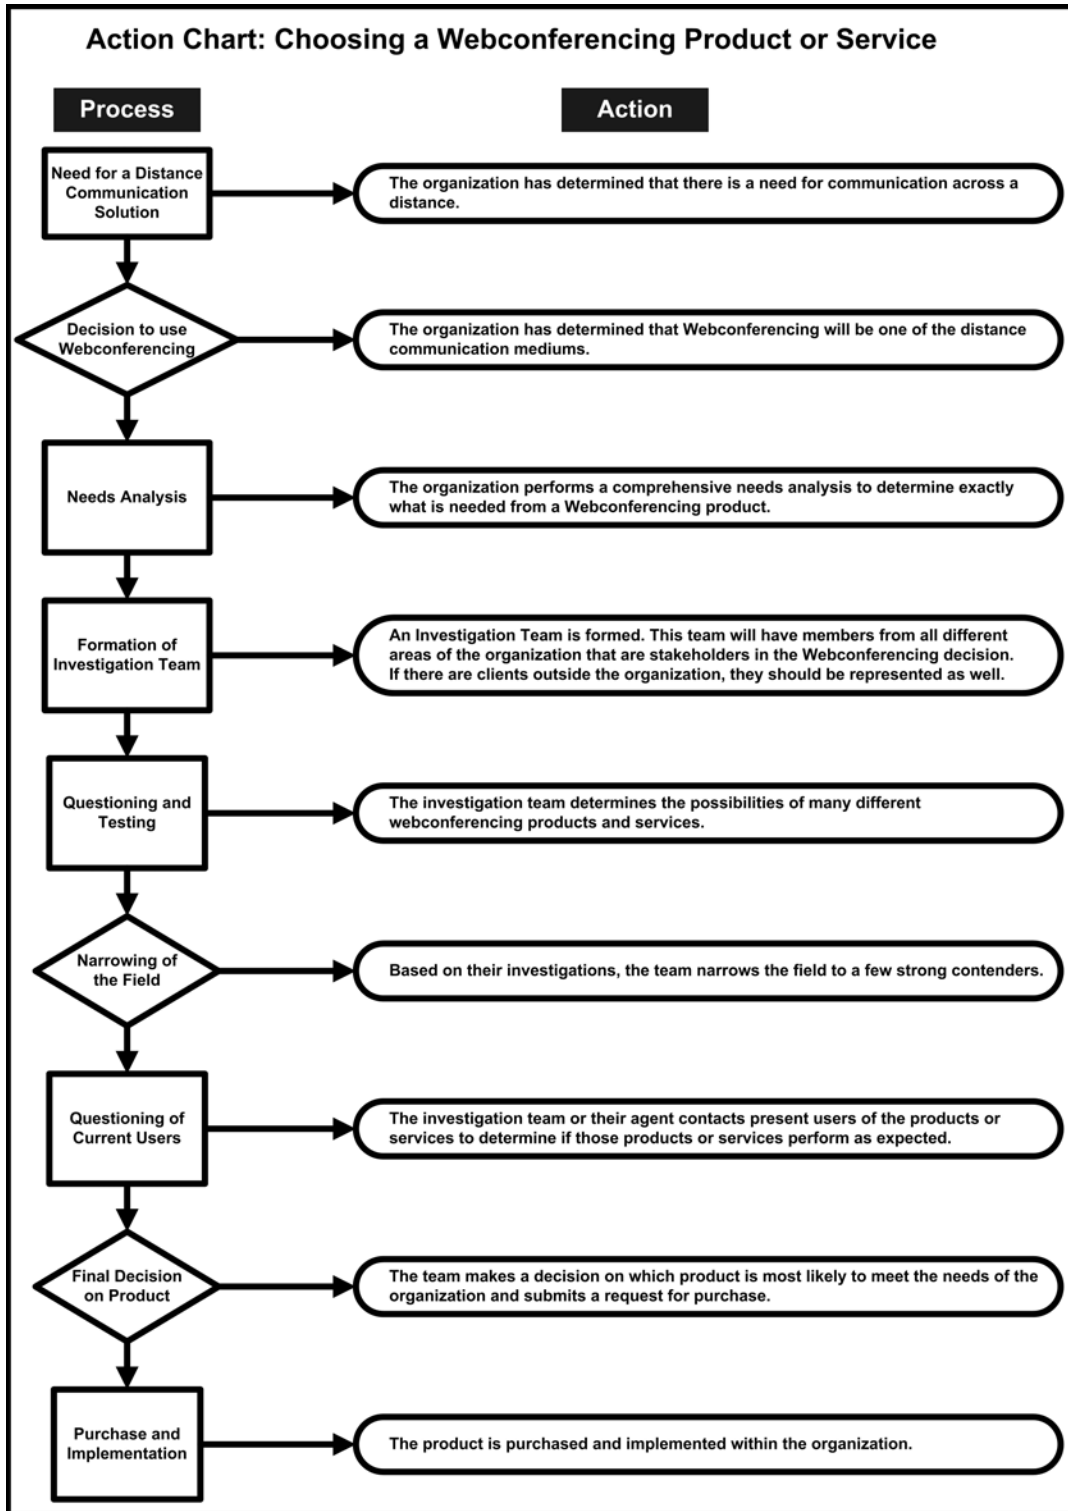 Action Chart: Choosing a Webconferencing Product or Service
Process
Action
Need for a Distance
Communication
Solution
The organization has determined that there is a need for communication across a
distance.
Decision to use
Webconferencing
The organization has determined that Webconferencing will be one of the distance
communication mediums.
Needs Analysis
The organization performs a comprehensive needs analysis to determine exactly
what is needed from a Webconferencing product.
Formation of
Investigation Team
An Investigation Team is formed. This team will have members from all different
areas of the organization that are stakeholders in the Webconferencing decision.
If there are clients outside the organization, they should be represented as well.
Questioning and
Testing
The investigation team determines the possibilities of many different
webconferencing products and services.
Narrowing of
the Field
Based on their investigations, the team narrows the field to a few strong contenders.
Questioning of
Current Users
The investigation team or their agent contacts present users of the products or
services to determine if those products or services perform as expected.
Final Decision
on Product
The team makes a decision on which product is most likely to meet the needs of the
organization and submits a request for purchase.
Purchase and
Implementation
The product is purchased and implemented within the organization.